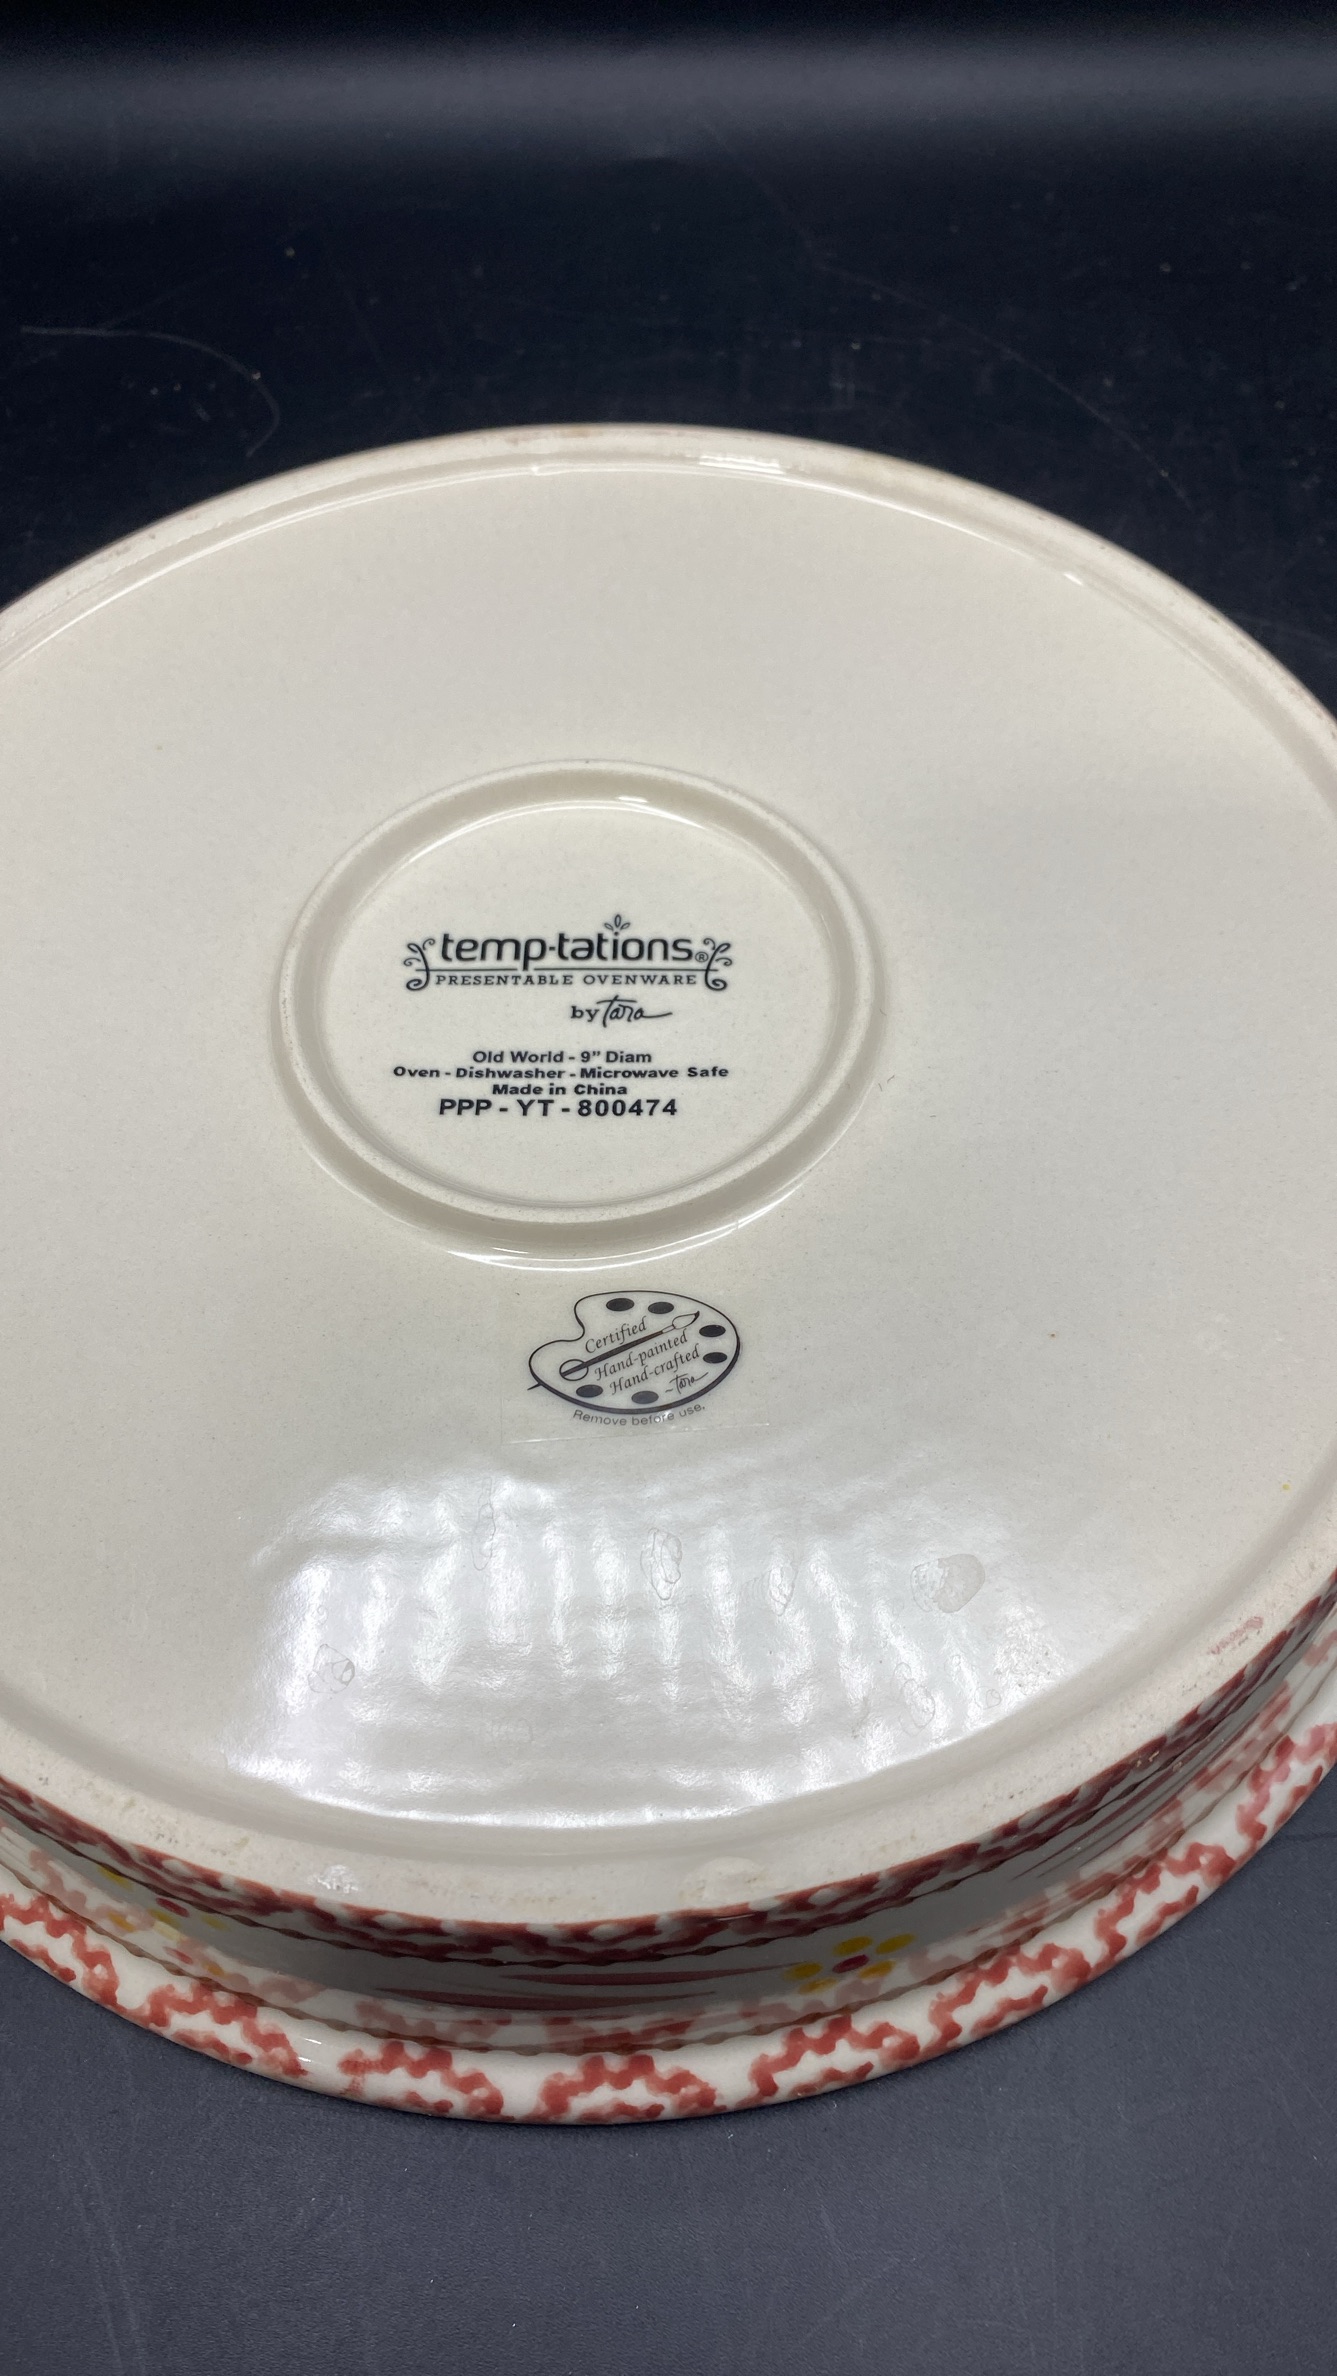 temp-tations®
PRESENTABLE OVENWARE
by Tara
Old World - 9" Diam
Oven - Dishwasher - Microwave Safe
Made in China
PPP - YT - 800474
Certified
Hand-painted
Hand-crafted
~Tara
Remove before use.